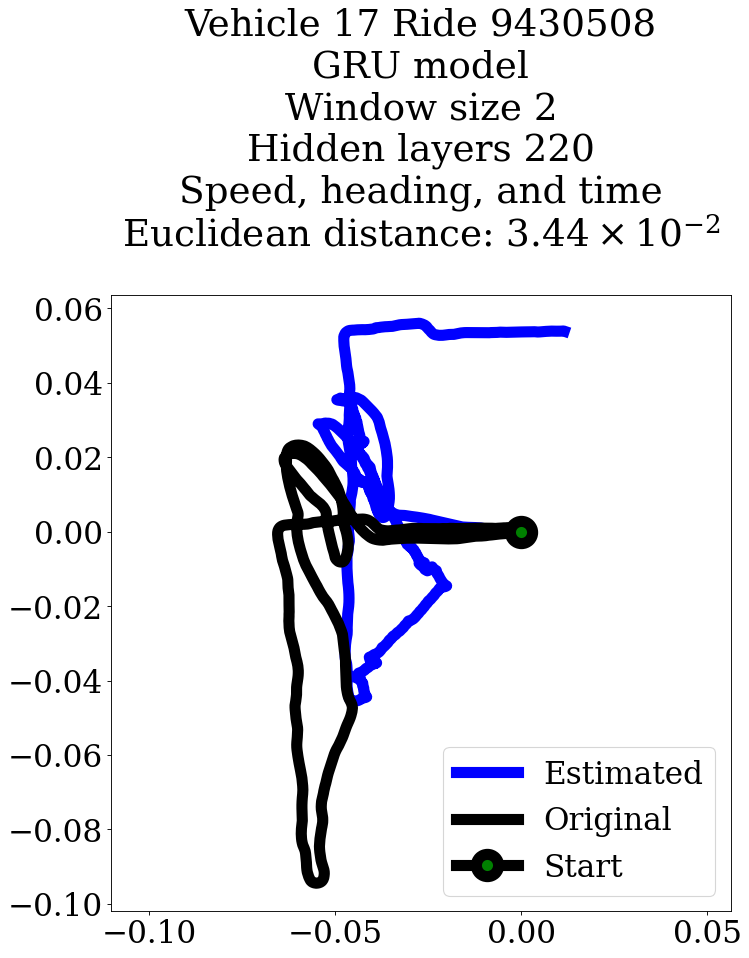 Vehicle 17 Ride 9430508
GRU model
Window size 2
Hidden layers 220
Speed, heading, and time
Euclidean distance: 3.44 × 10⁻²
0.06
0.04
0.02
0.00
−0.02
−0.04
−0.06
−0.08
−0.10
Estimated
Original
Start
−0.10 −0.05 0.00 0.05